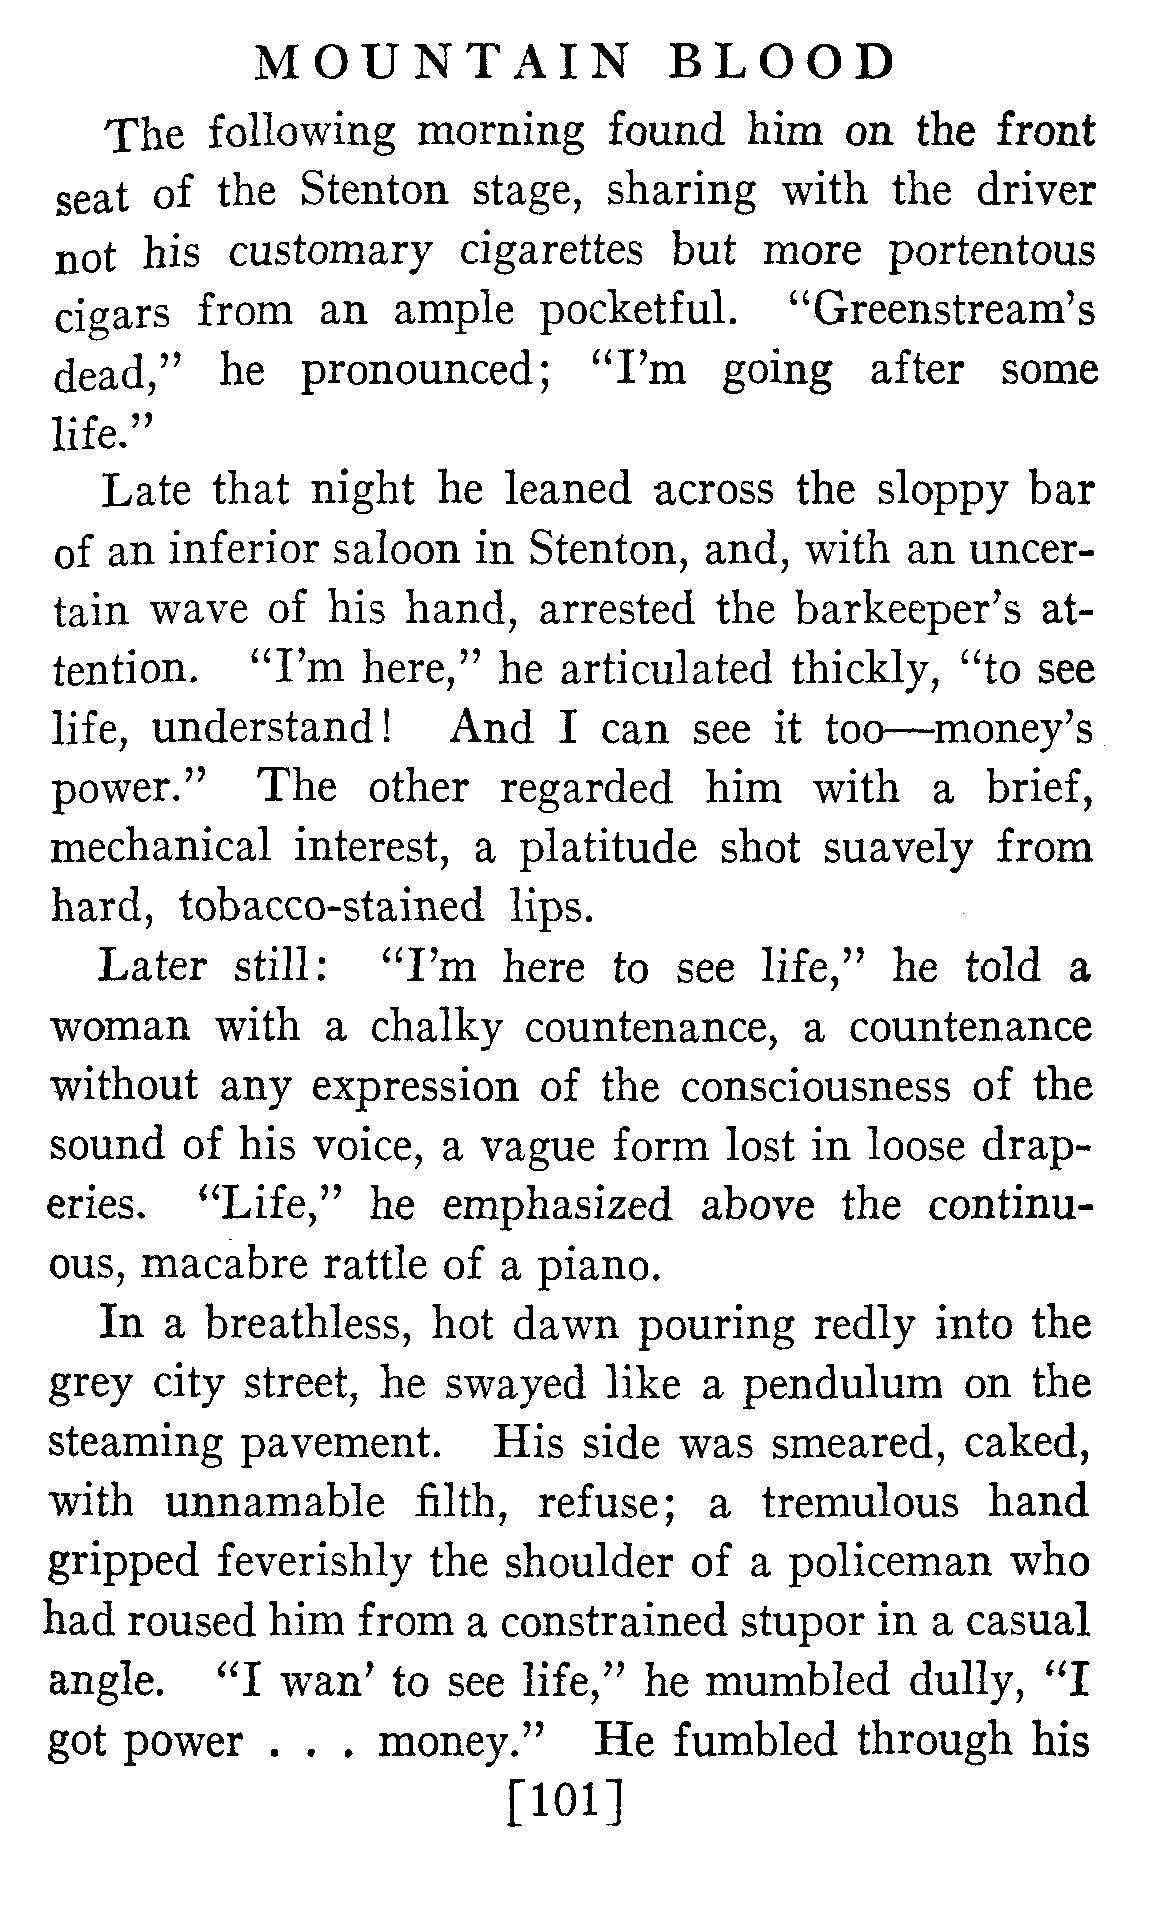 MOUNTAIN BLOOD
The following morning found him on the front
seat of the Stenton stage, sharing with the driver
not his customary cigarettes but more portentous
cigars from an ample pocketful. “Greenstream’s
dead,” he pronounced; “I’m going after some
life.”
Late that night he leaned across the sloppy bar
of an inferior saloon in Stenton, and, with an uncer-
tain wave of his hand, arrested the barkeeper’s at-
tention. “I’m here,” he articulated thickly, “to see
life, understand! And I can see it too—money’s
power.” The other regarded him with a brief,
mechanical interest, a platitude shot suavely from
hard, tobacco-stained lips.
Later still: “I’m here to see life,” he told a
woman with a chalky countenance, a countenance
without any expression of the consciousness of the
sound of his voice, a vague form lost in loose drap-
eries. “Life,” he emphasized above the continu-
ous, macabre rattle of a piano.
In a breathless, hot dawn pouring redly into the
grey city street, he swayed like a pendulum on the
steaming pavement. His side was smeared, caked,
with unnamable filth, refuse; a tremulous hand
gripped feverishly the shoulder of a policeman who
had roused him from a constrained stupor in a casual
angle. “I wan’ to see life,” he mumbled dully, “I
got power . . . money.” He fumbled through his
[101]